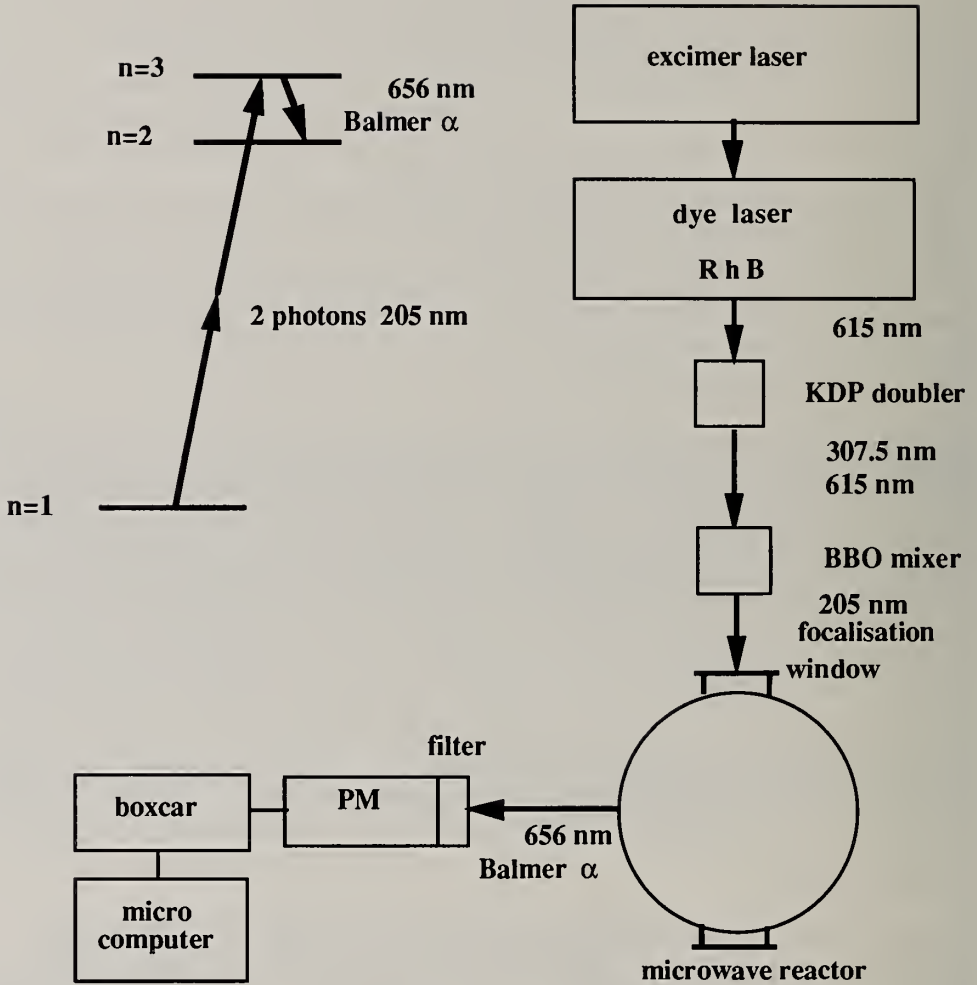 n=3
656 nm
Balmer α
n=2
2 photons 205 nm
n=1
excimer laser
dye laser
R h B
615 nm
KDP doubler
307.5 nm
615 nm
BBO mixer
205 nm
focalisation
window
filter
boxcar
PM
656 nm
Balmer α
micro
computer
microwave reactor